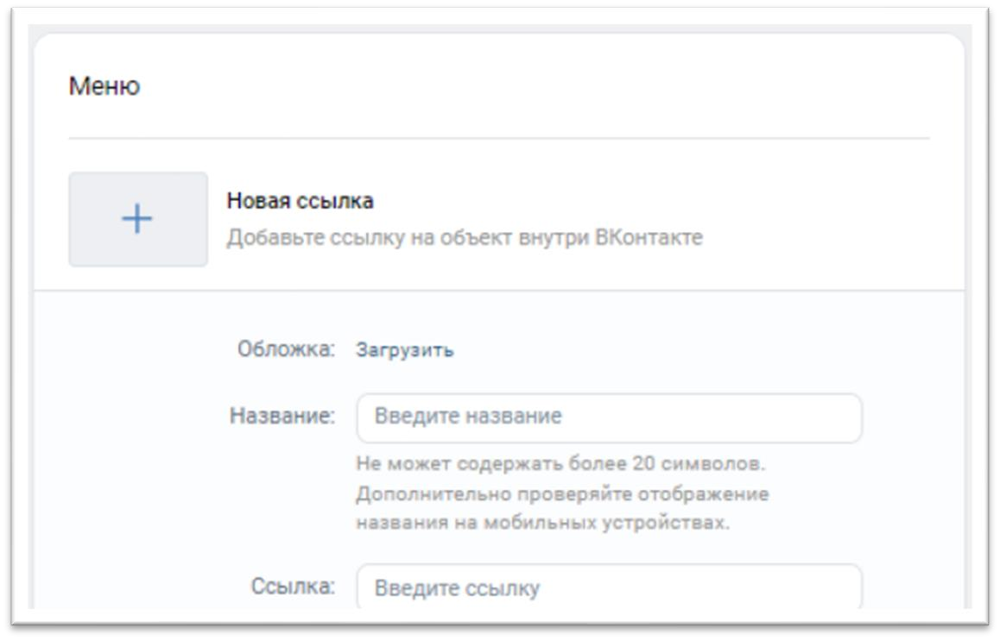 Меню
Новая ссылка
Добавьте ссылку на объект внутри ВКонтакте
Обложка: Загрузить
Название: Введите название
Не может содержать более 20 символов.
Дополнительно проверяйте отображение
названия на мобильных устройствах.
Ссылка: Введите ссылку